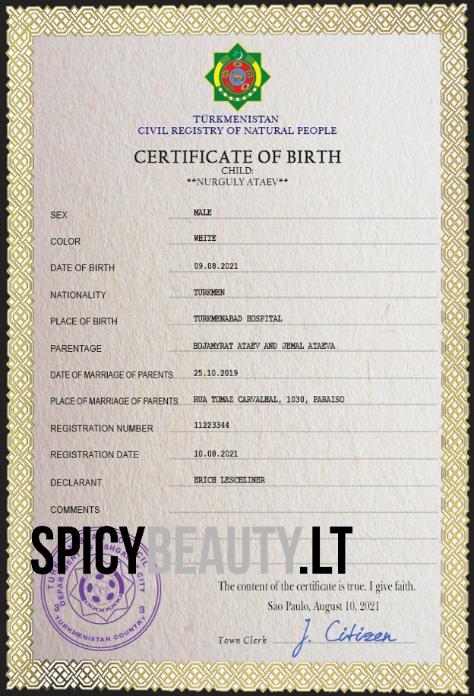 TÜRKMENISTAN
CIVIL REGISTRY OF NATURAL PEOPLE
CERTIFICATE OF BIRTH
CHILD:
**NURGULY ATAEV**
SEX MALE
COLOR WHITE
DATE OF BIRTH 09.08.2021
NATIONALITY TURKMEN
PLACE OF BIRTH TURKMENABAD HOSPITAL
PARENTAGE HOJAMYRAT ATAEV AND JEMAL ATAEVA
DATE OF MARRIAGE OF PARENTS 25.10.2019
PLACE OF MARRIAGE OF PARENTS RUA TOMAZ CARVALHAL, 1030, PARAISO
REGISTRATION NUMBER 11223344
REGISTRATION DATE 10.08.2021
DECLARANT ERICH LESCHZINER
COMMENTS
SPICYBEAUTY.LT
TURKMENISTAN COUNTRY
The content of the certificate is true. I give faith.
Sao Paulo, August 10, 2021
Town Clerk J. Citizen